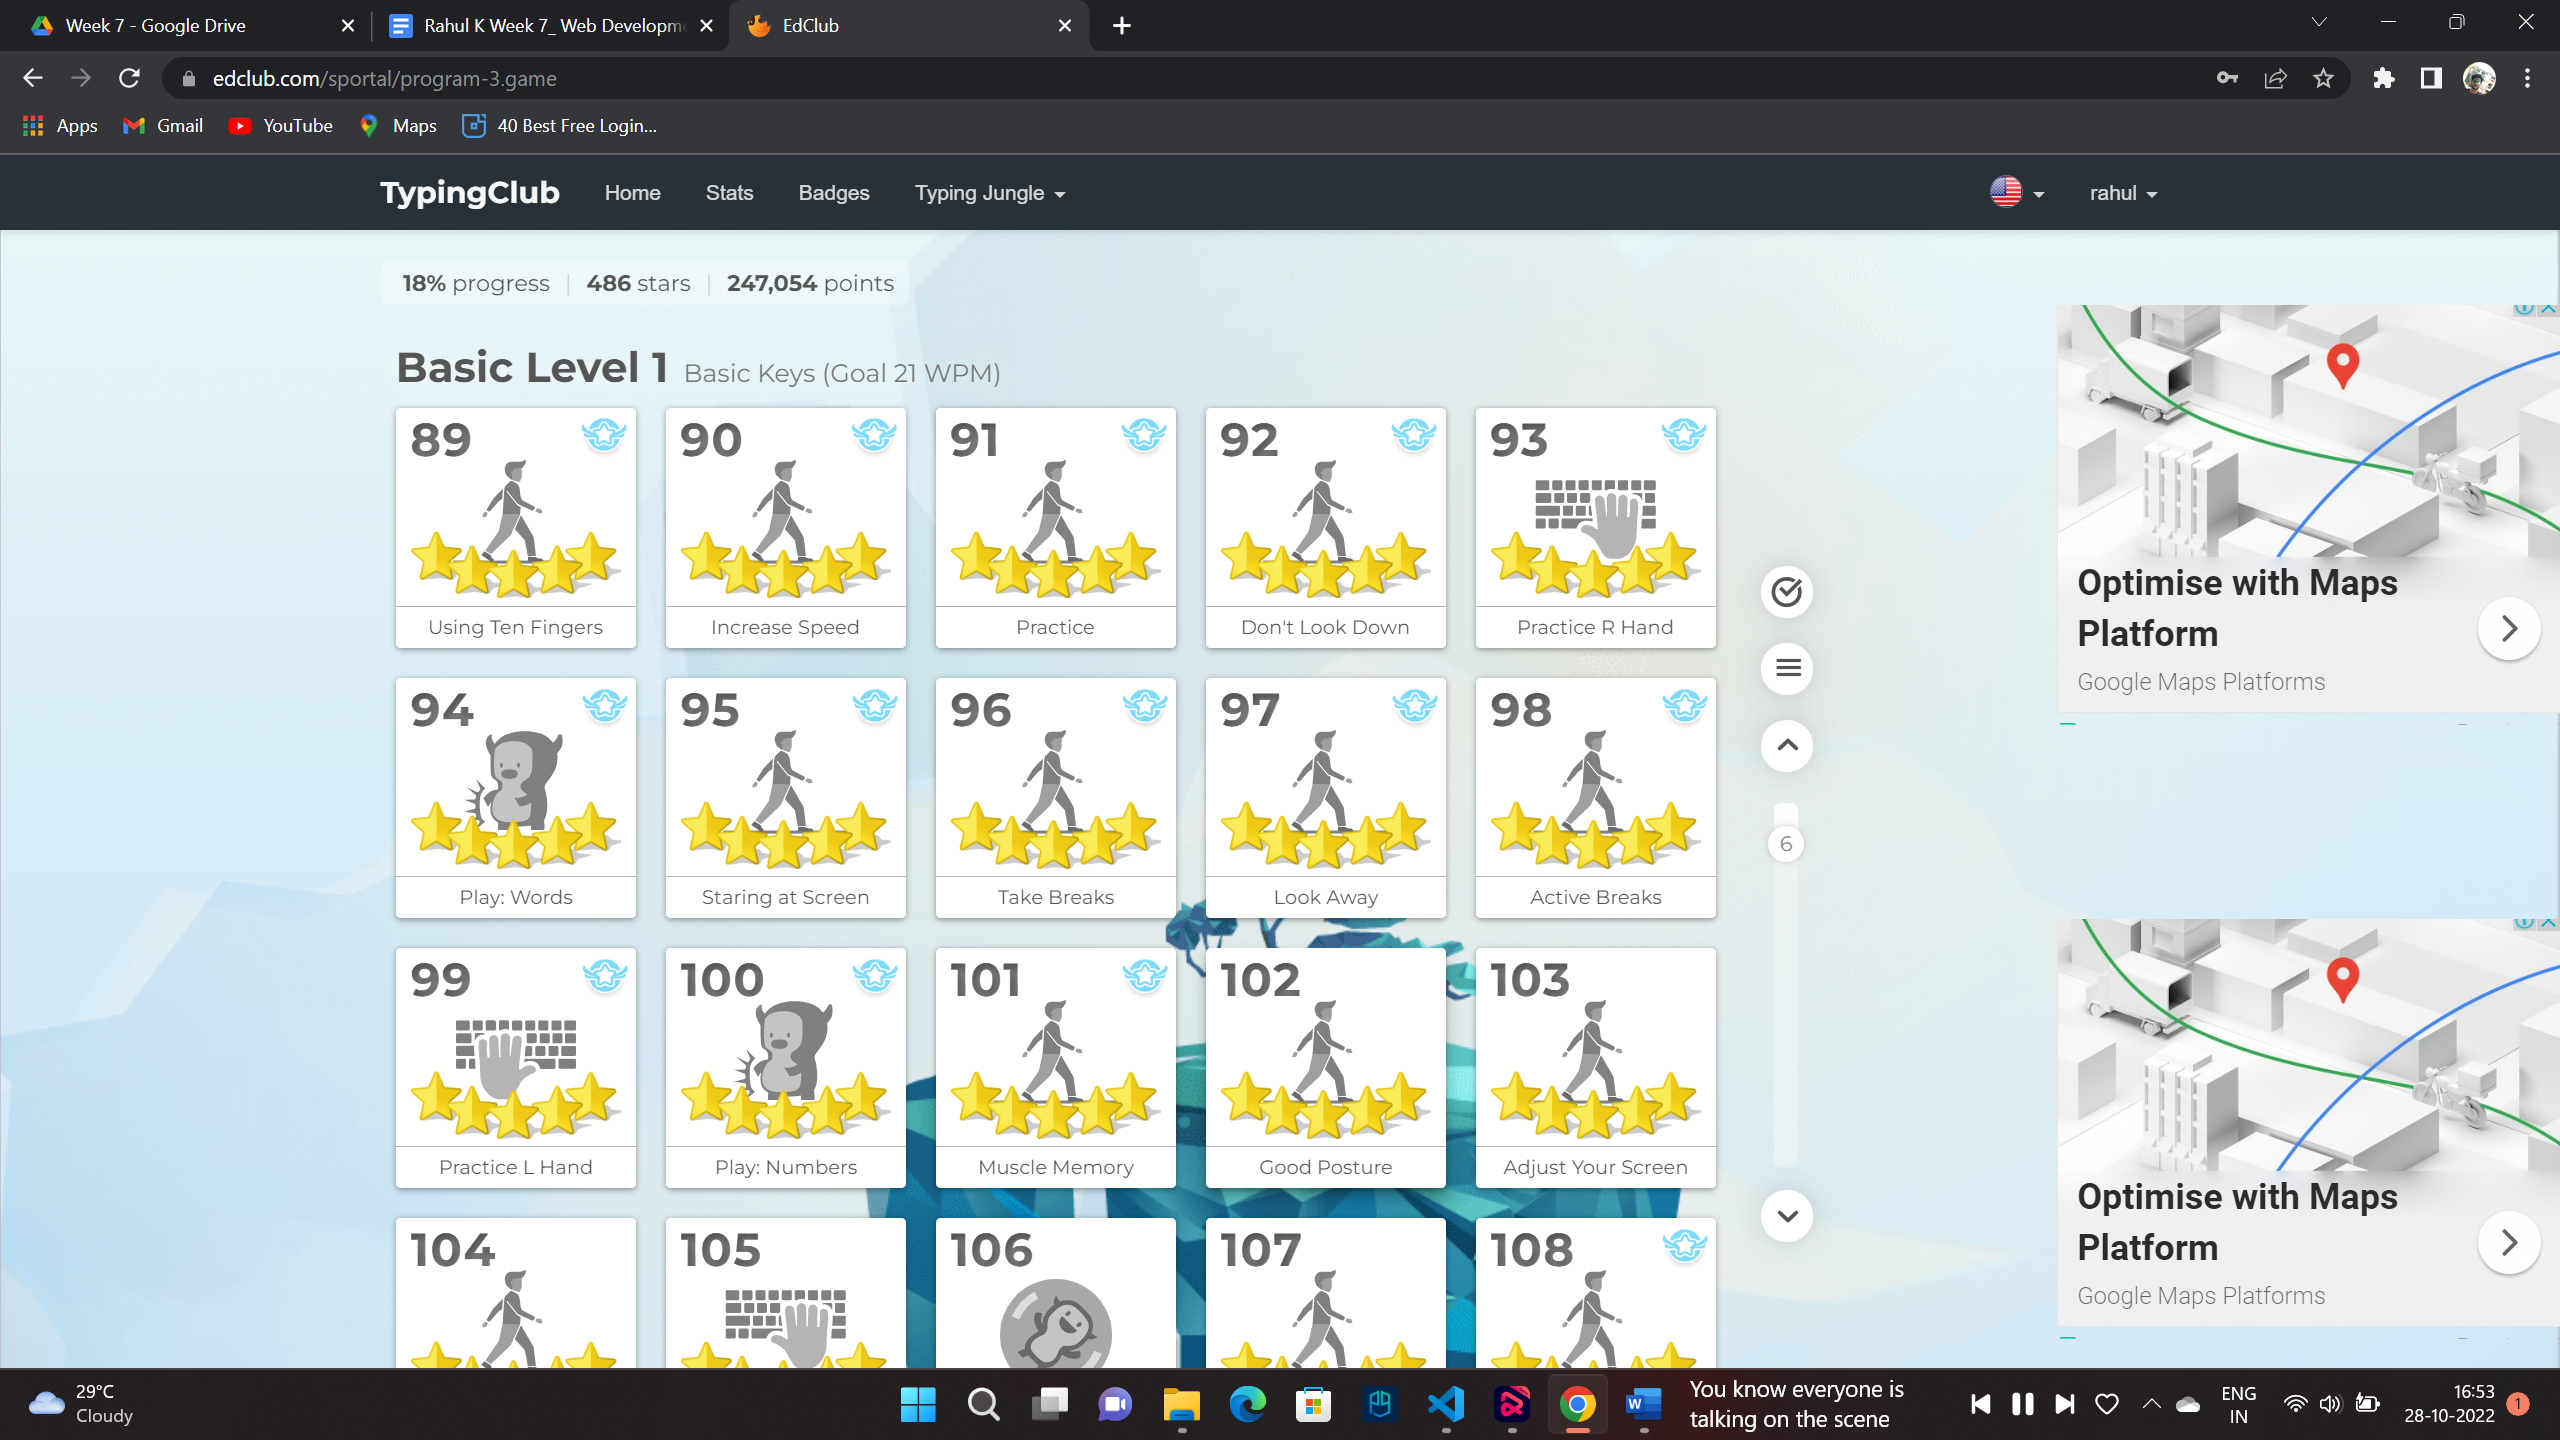 Week 7 - Google Drive
Rahul K Week 7_ Web Developm
EdClub
edclub.com/sportal/program-3.game
Apps
Gmail
YouTube
Maps
40 Best Free Login...
TypingClub
Home
Stats
Badges
Typing Jungle
rahul
18% progress
486 stars
247,054 points
Basic Level 1 Basic Keys (Goal 21 WPM)
89
90
91
92
93
Using Ten Fingers
Increase Speed
Practice
Don't Look Down
Practice R Hand
94
95
96
97
98
Play: Words
Staring at Screen
Take Breaks
Look Away
Active Breaks
99
100
101
102
103
Practice L Hand
Play: Numbers
Muscle Memory
Good Posture
Adjust Your Screen
104
105
106
107
108
6
Optimise with Maps
Platform
Google Maps Platforms
Optimise with Maps
Platform
Google Maps Platforms
29°C
Cloudy
You know everyone is
talking on the scene
ENG
IN
16:53
28-10-2022
1